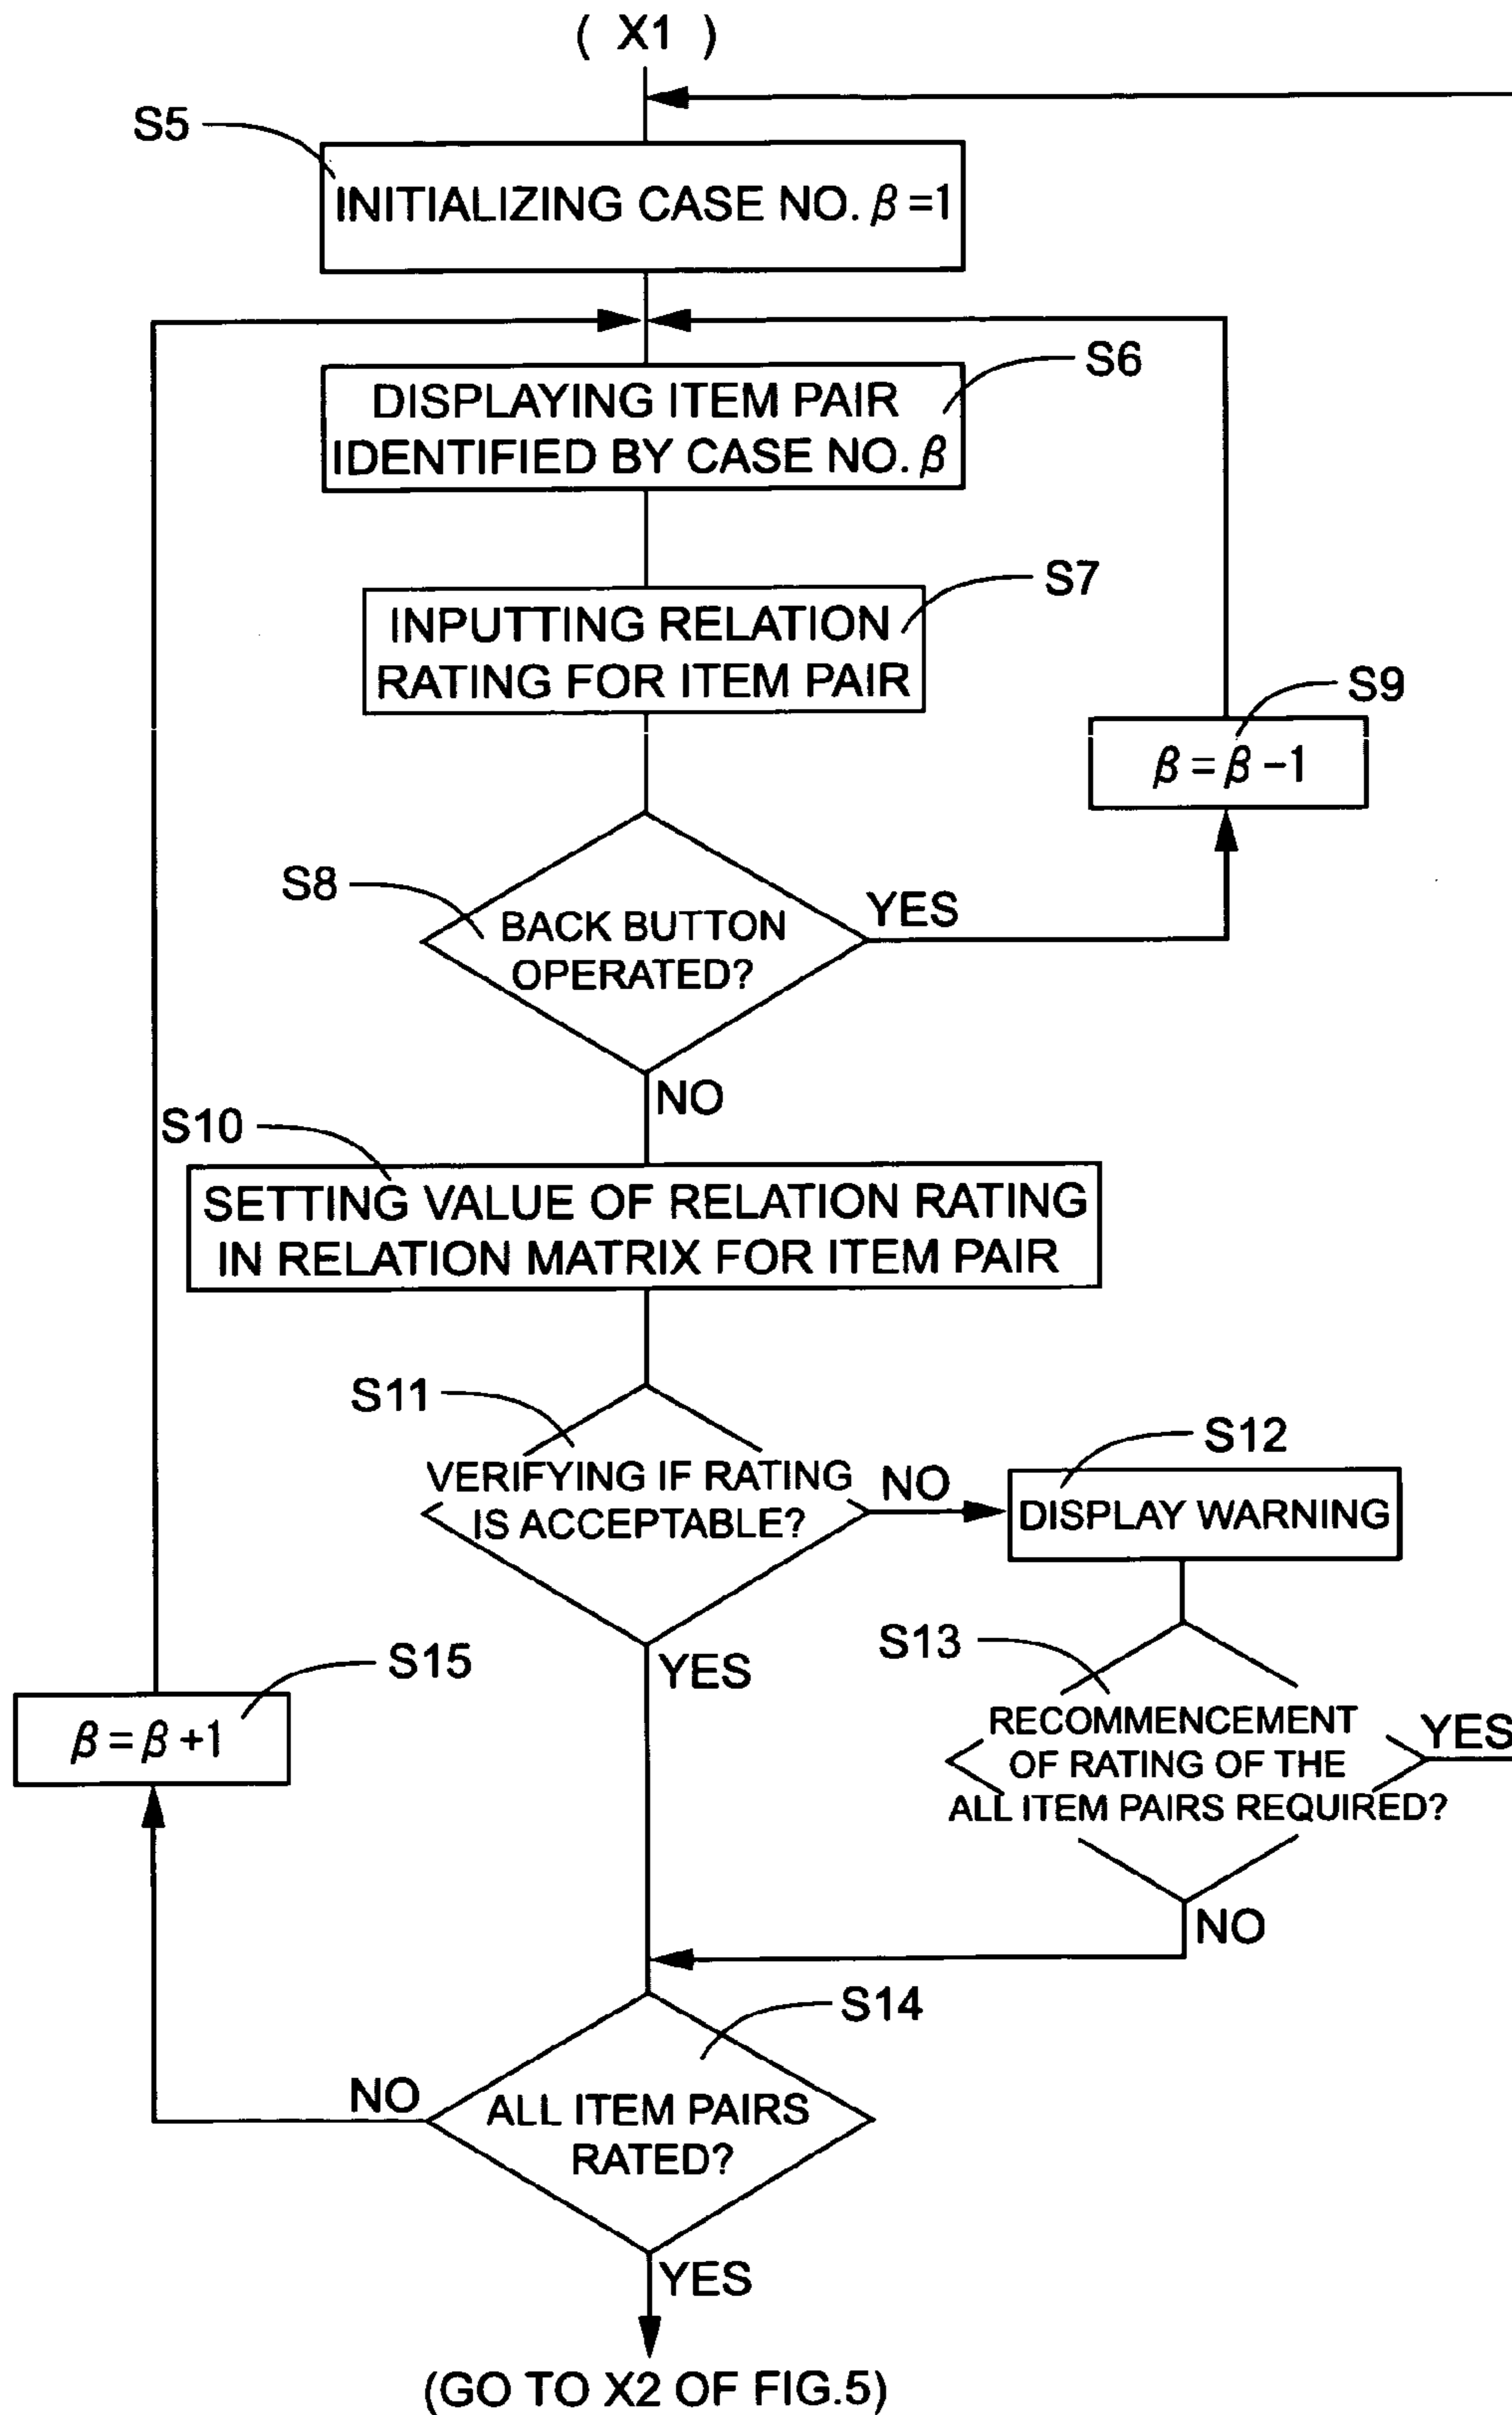 ( X1 )
S5
INITIALIZING CASE NO. β=1
S6
DISPLAYING ITEM PAIR
IDENTIFIED BY CASE NO. β
S7
INPUTTING RELATION
RATING FOR ITEM PAIR
S9
β=β-1
S8
BACK BUTTON
OPERATED?
YES
NO
S10
SETTING VALUE OF RELATION RATING
IN RELATION MATRIX FOR ITEM PAIR
S11
VERIFYING IF RATING
IS ACCEPTABLE?
NO
YES
S12
DISPLAY WARNING
S13
RECOMMENCEMENT
OF RATING OF THE
ALL ITEM PAIRS REQUIRED?
YES
NO
S15
β=β+1
S14
ALL ITEM PAIRS
RATED?
NO
YES
(GO TO X2 OF FIG.5)